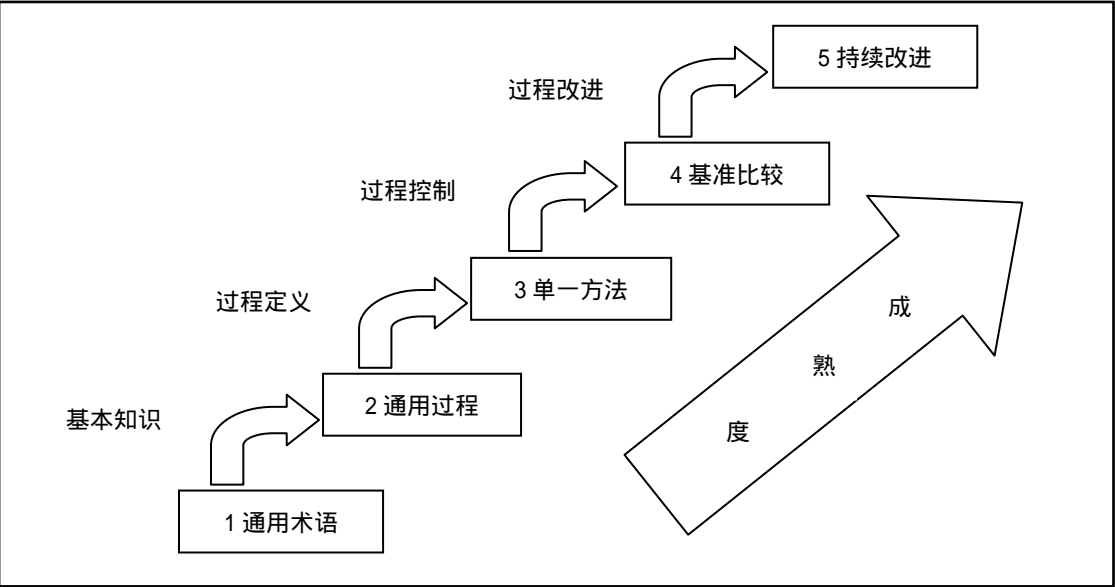 5 持续改进
过程改进
4 基准比较
过程控制
3 单一方法
过程定义
2 通用过程
基本知识
1 通用术语
成
熟
度